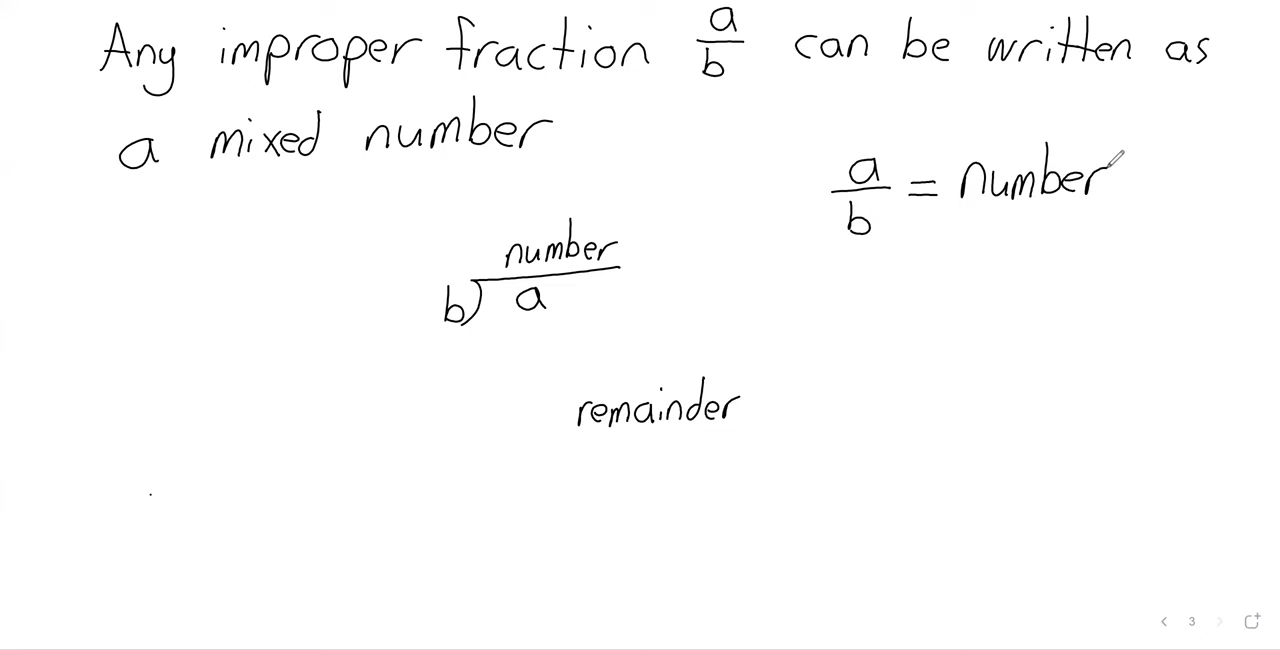 Any improper fraction a/b can be written as
a mixed number
a/b = number
number
b) a
remainder
3